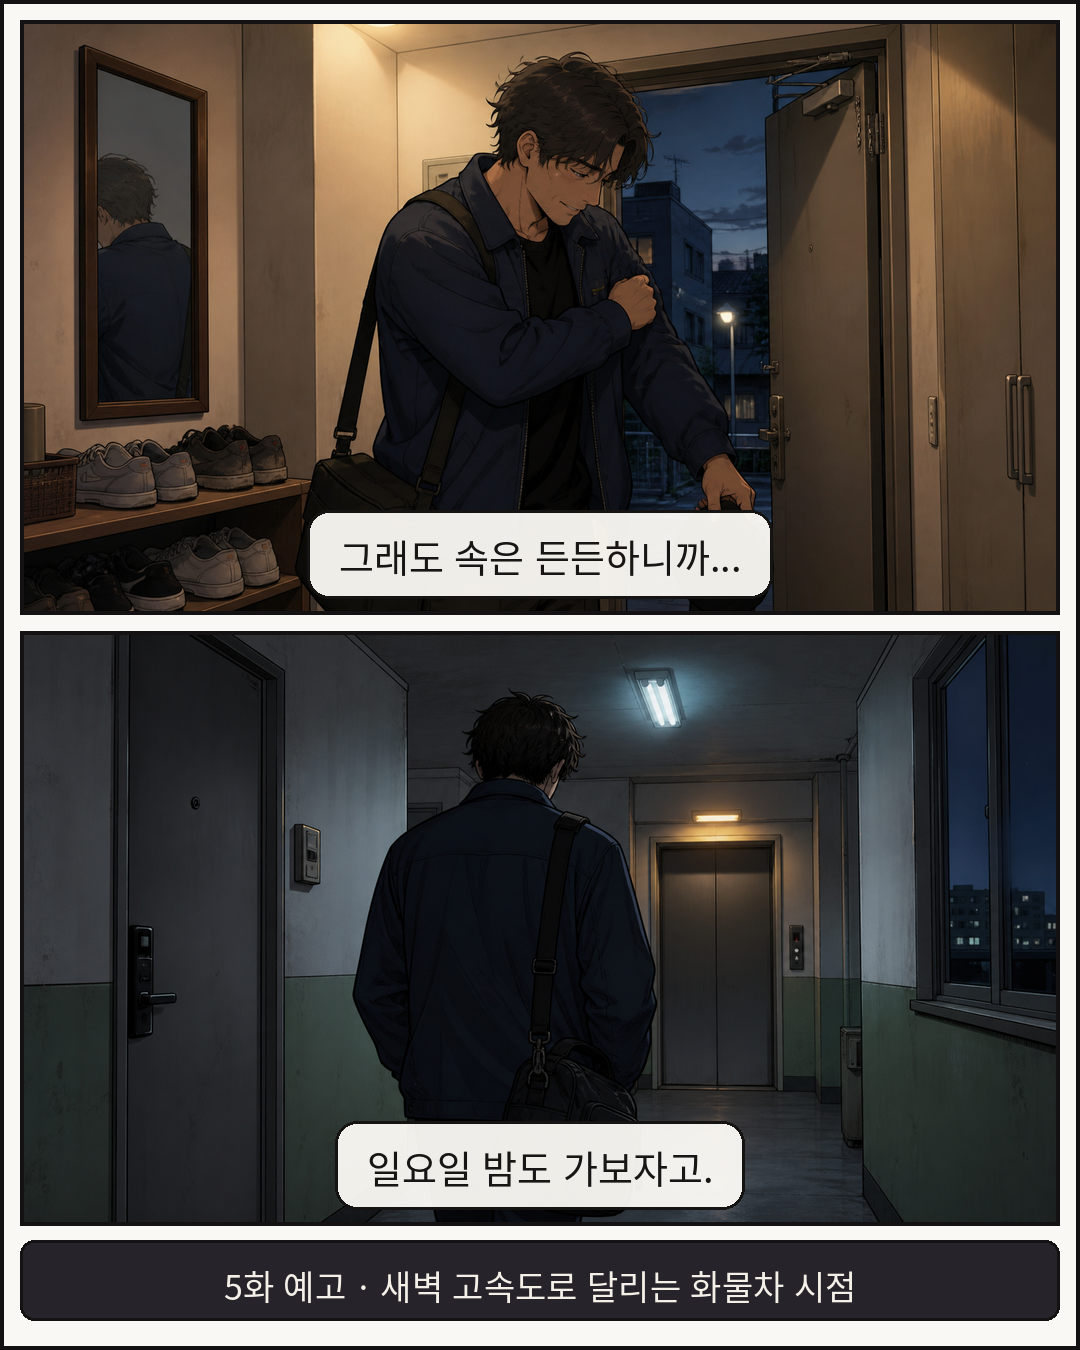 그래도 속은 든든하니까...
일요일 밤도 가보자고.
5화 예고 · 새벽 고속도로 달리는 화물차 시점